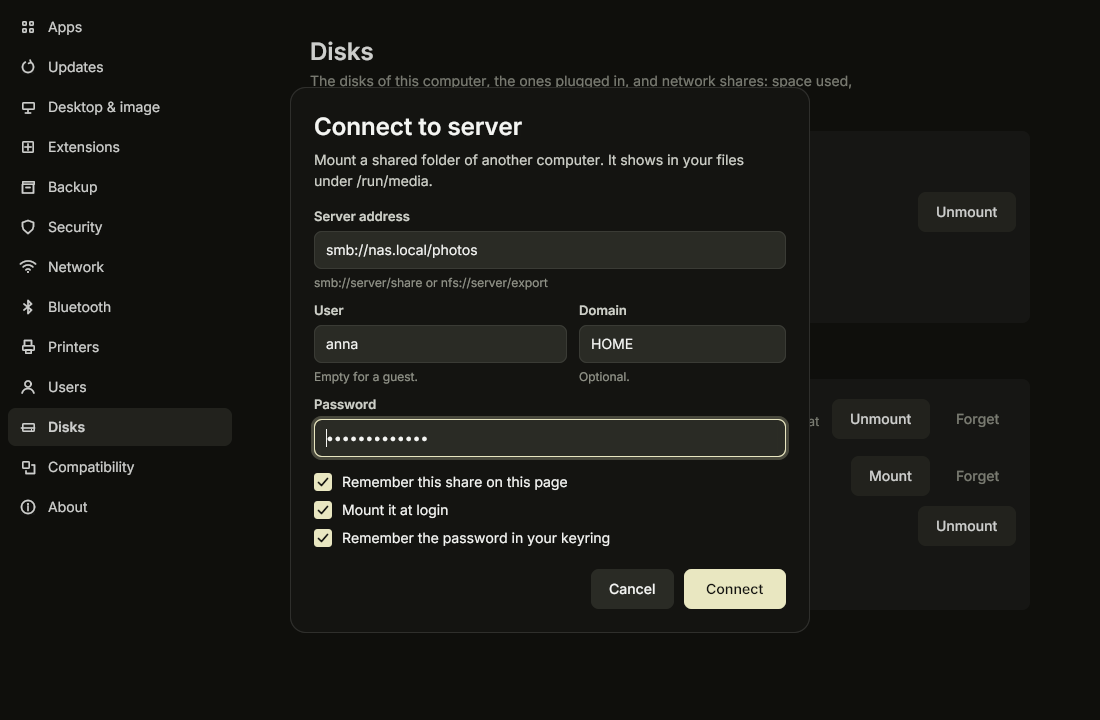 Apps
Updates
Desktop & image
Extensions
Backup
Security
Network
Bluetooth
Printers
Users
Disks
Compatibility
About
Disks
The disks of this computer, the ones plugged in, and network shares: space used,
Connect to server
Mount a shared folder of another computer. It shows in your files
under /run/media.
Server address
smb://nas.local/photos
smb://server/share or nfs://server/export
User
Domain
anna
HOME
Empty for a guest.
Optional.
Password
•••••••••••••
Remember this share on this page
Mount it at login
Remember the password in your keyring
Cancel
Connect
Unmount
Unmount
Forget
Mount
Forget
Unmount